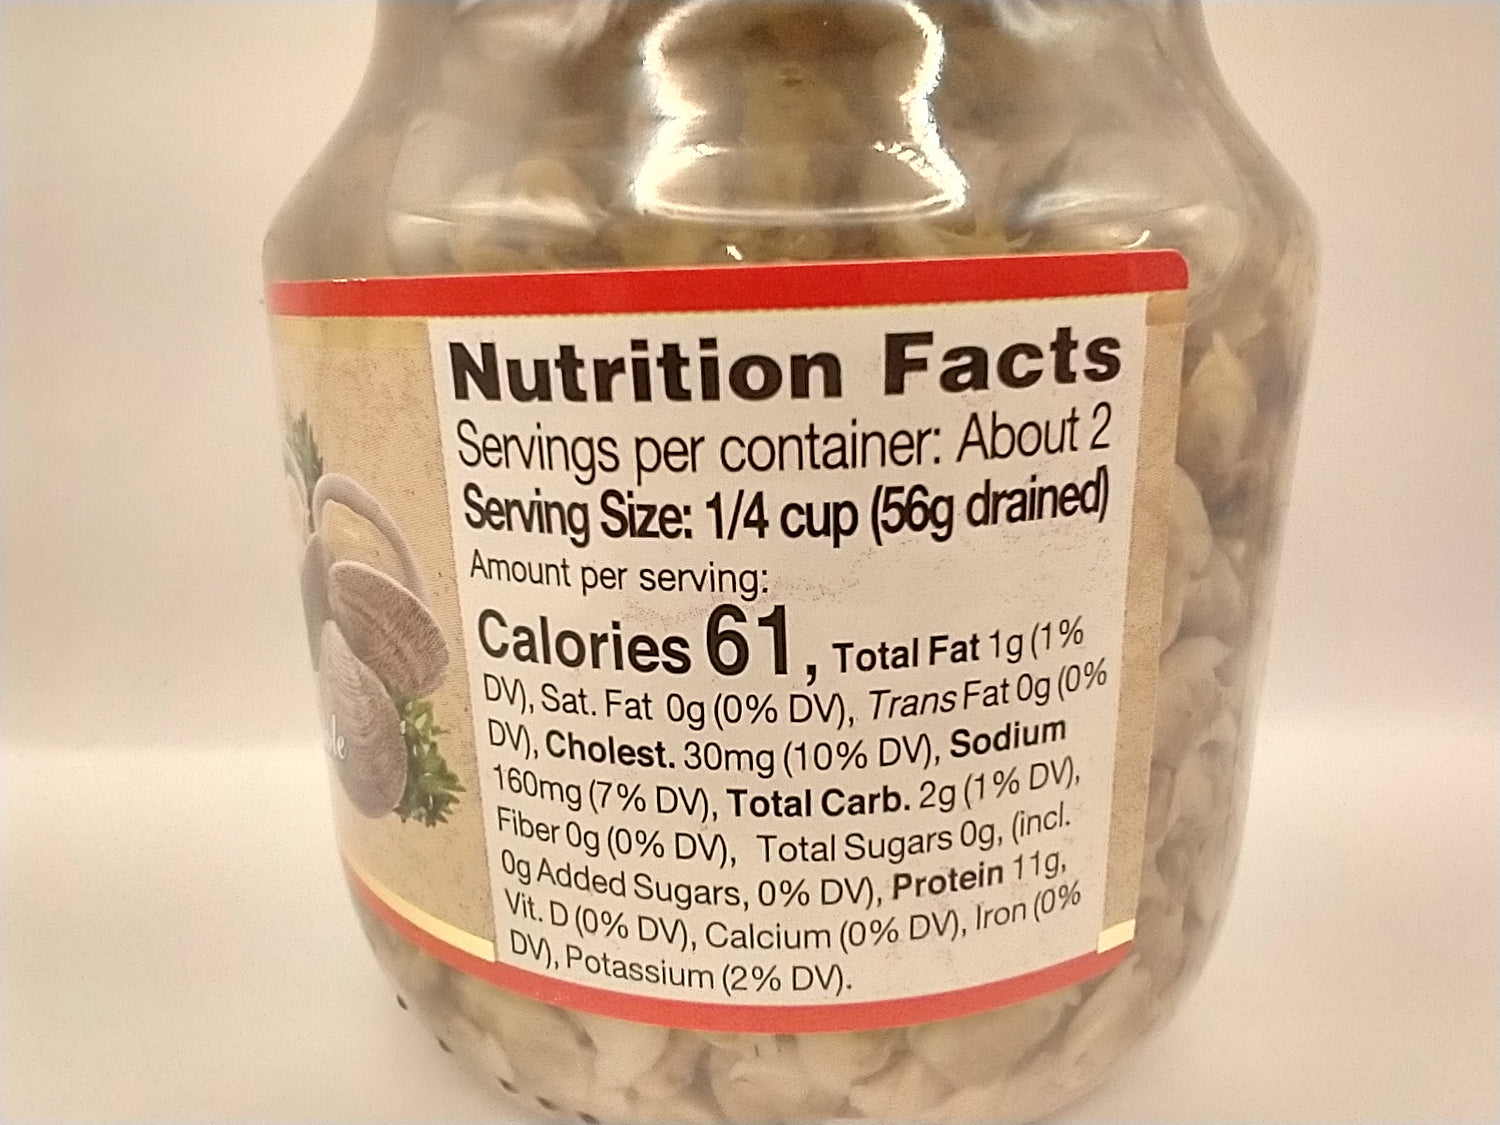 Nutrition Facts
Servings per container: About 2
Serving Size: 1/4 cup (56g drained)
Amount per serving:
Calories 61, Total Fat 1g (1%
DV), Sat. Fat 0g (0% DV), Trans Fat 0g (0%
DV), Cholest. 30mg (10% DV), Sodium
160mg (7% DV), Total Carb. 2g (1% DV),
Fiber 0g (0% DV), Total Sugars 0g, (incl.
0g Added Sugars, 0% DV), Protein 11g,
Vit. D (0% DV), Calcium (0% DV), Iron (0%
DV), Potassium (2% DV).